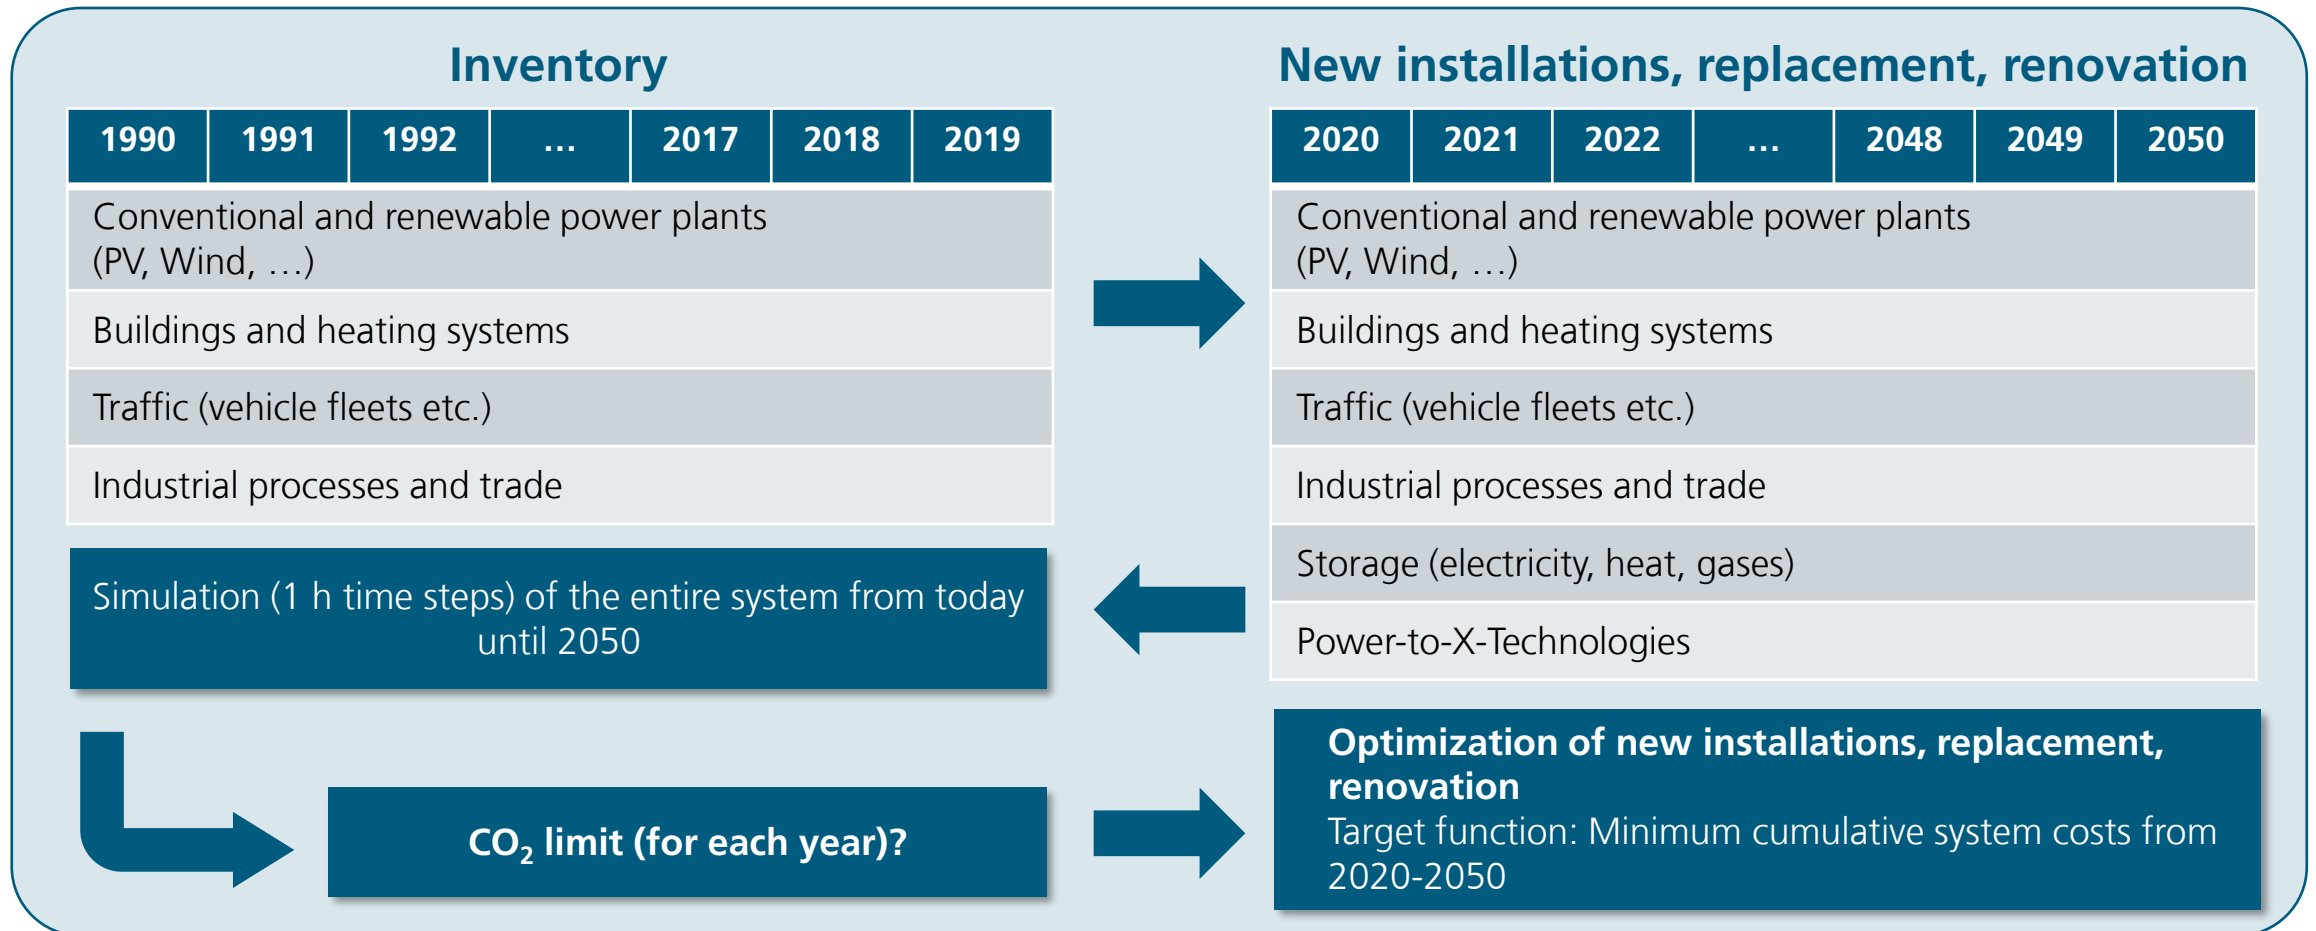 Inventory
1990 1991 1992 … 2017 2018 2019
Conventional and renewable power plants
(PV, Wind, …)
Buildings and heating systems
Traffic (vehicle fleets etc.)
Industrial processes and trade
New installations, replacement, renovation
2020 2021 2022 … 2048 2049 2050
Conventional and renewable power plants
(PV, Wind, …)
Buildings and heating systems
Traffic (vehicle fleets etc.)
Industrial processes and trade
Storage (electricity, heat, gases)
Power-to-X-Technologies
Simulation (1 h time steps) of the entire system from today
until 2050
CO₂ limit (for each year)?
Optimization of new installations, replacement,
renovation
Target function: Minimum cumulative system costs from
2020-2050